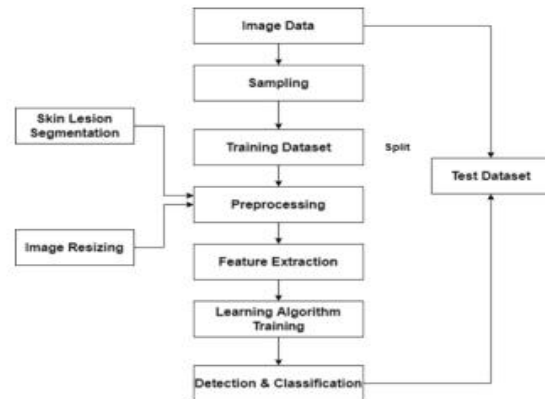 Image Data
Sampling
Skin Lesion
Segmentation
Training Dataset
Split
Test Dataset
Preprocessing
Image Resizing
Feature Extraction
Learning Algorithm
Training
Detection & Classification